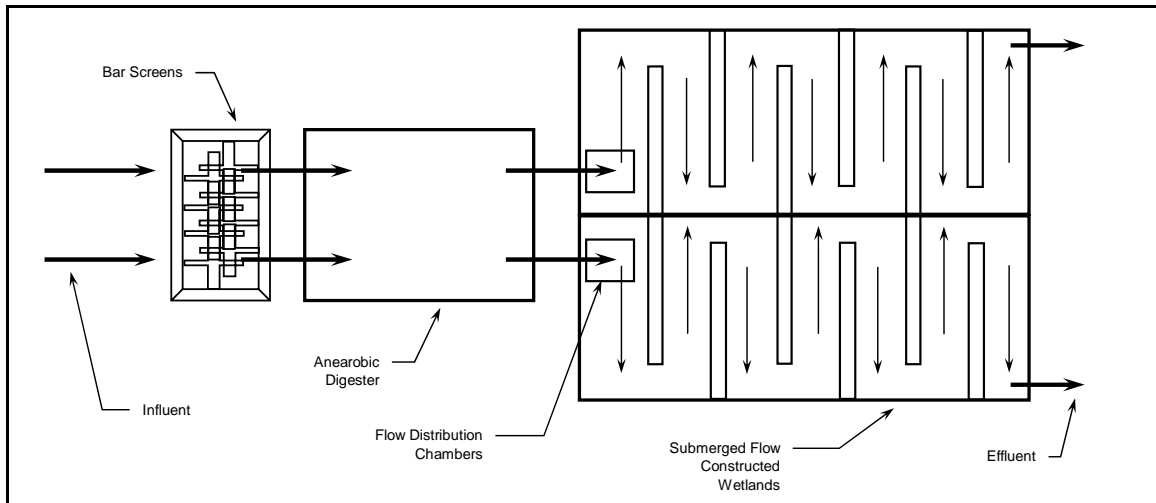 Bar Screens
Anearobic
Digester
Influent
Flow Distribution
Chambers
Submerged Flow
Constructed
Wetlands
Effluent